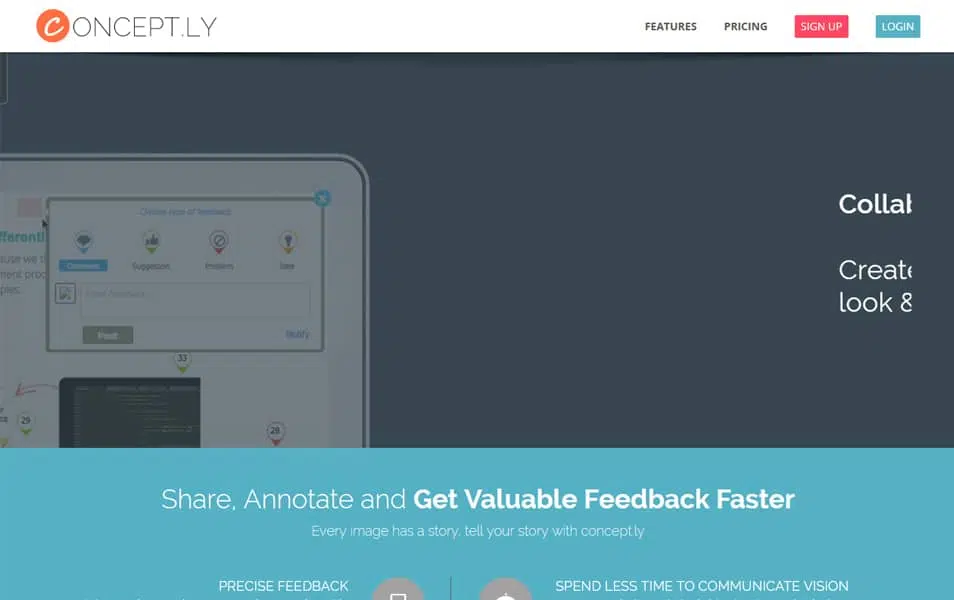 CONCEPT.LY
FEATURES
PRICING
SIGN UP
LOGIN
Choose type of feedback
Comment
Suggestion
Problem
Idea
Post
Notify
33
29
28
Collab
Create
look &
Share, Annotate and Get Valuable Feedback Faster
Every image has a story, tell your story with concept.ly
PRECISE FEEDBACK
SPEND LESS TIME TO COMMUNICATE VISION